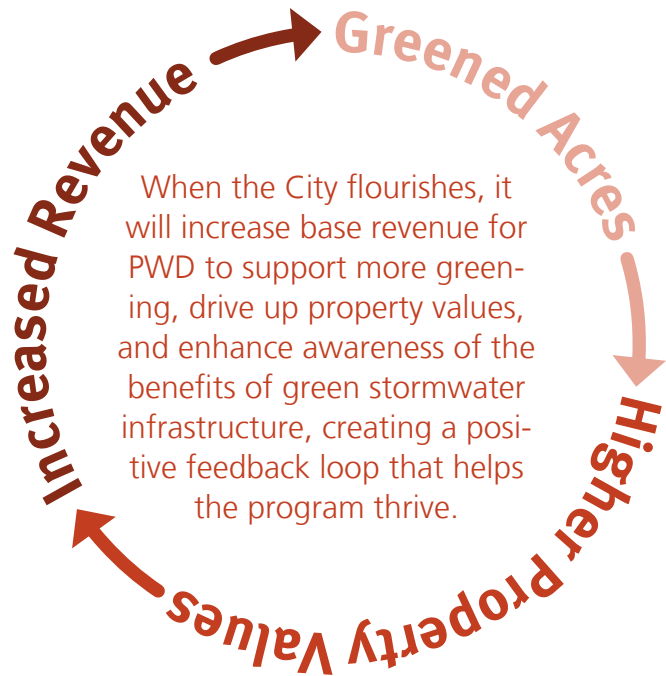 Greened Acres
Higher Property Values
Increased Revenue
When the City flourishes, it
will increase base revenue for
PWD to support more green-
ing, drive up property values,
and enhance awareness of the
benefits of green stormwater
infrastructure, creating a posi-
tive feedback loop that helps
the program thrive.